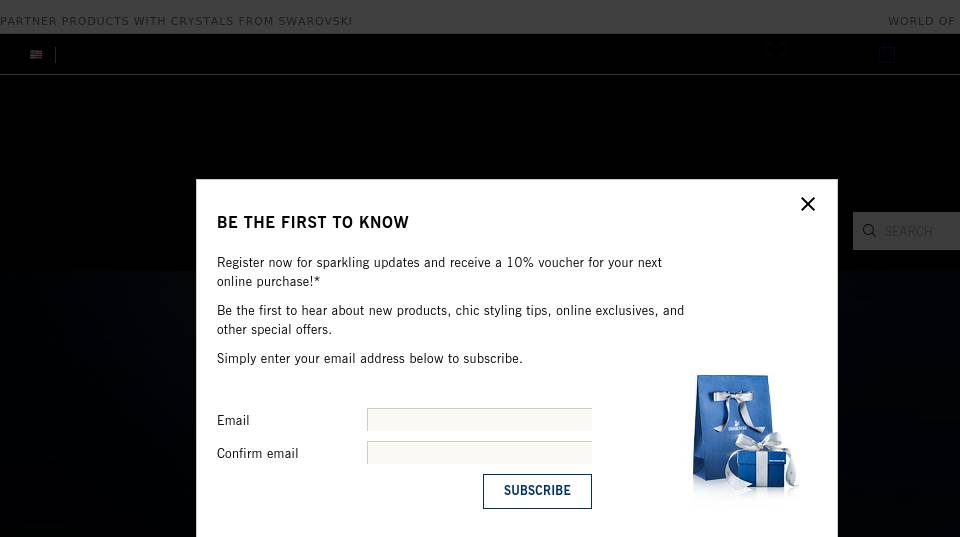 PARTNER PRODUCTS WITH CRYSTALS FROM SWAROVSKI
WORLD OF
SEARCH
BE THE FIRST TO KNOW
Register now for sparkling updates and receive a 10% voucher for your next
online purchase!*
Be the first to hear about new products, chic styling tips, online exclusives, and
other special offers.
Simply enter your email address below to subscribe.
Email
Confirm email
SUBSCRIBE
SWAROVSKI